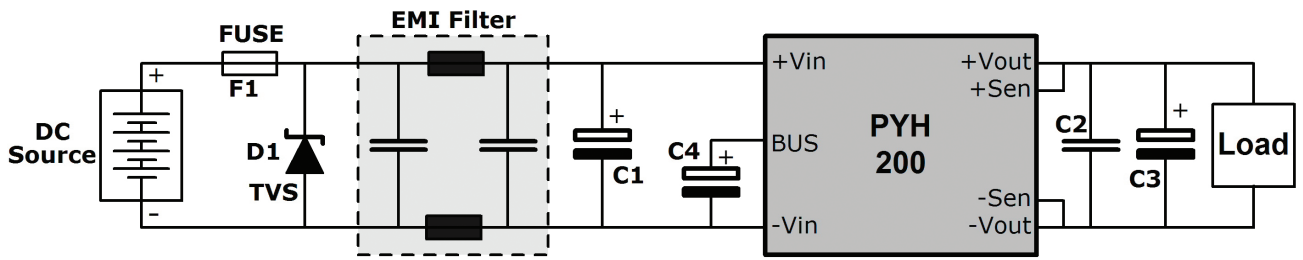 EMI Filter
FUSE
F1
+
DC
Source
-
D1
TVS
+
C1
C4
+
+Vin
BUS
-Vin
PYH
200
+Vout
+Sen
-Sen
-Vout
C2
+
C3
Load